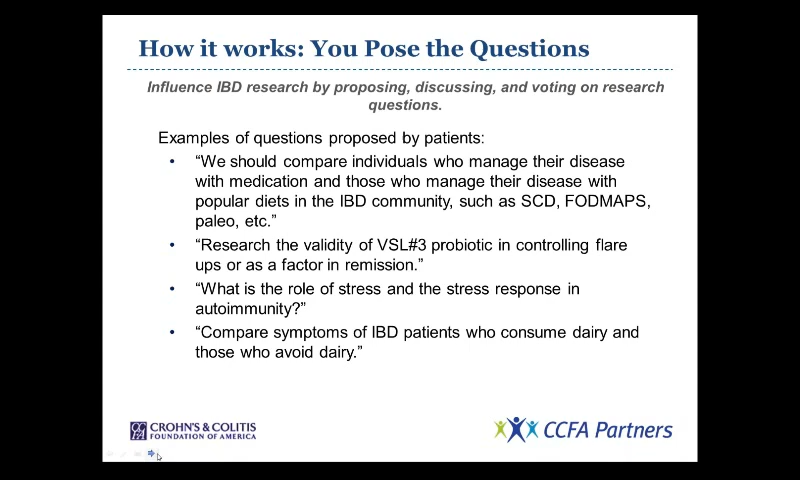 How it works: You Pose the Questions
Influence IBD research by proposing, discussing, and voting on research
questions.
Examples of questions proposed by patients:
• “We should compare individuals who manage their disease
with medication and those who manage their disease with
popular diets in the IBD community, such as SCD, FODMAPS,
paleo, etc.”
• “Research the validity of VSL#3 probiotic in controlling flare
ups or as a factor in remission.”
• “What is the role of stress and the stress response in
autoimmunity?”
• “Compare symptoms of IBD patients who consume dairy and
those who avoid dairy.”
CROHN'S & COLITIS
FOUNDATION OF AMERICA
CCFA Partners